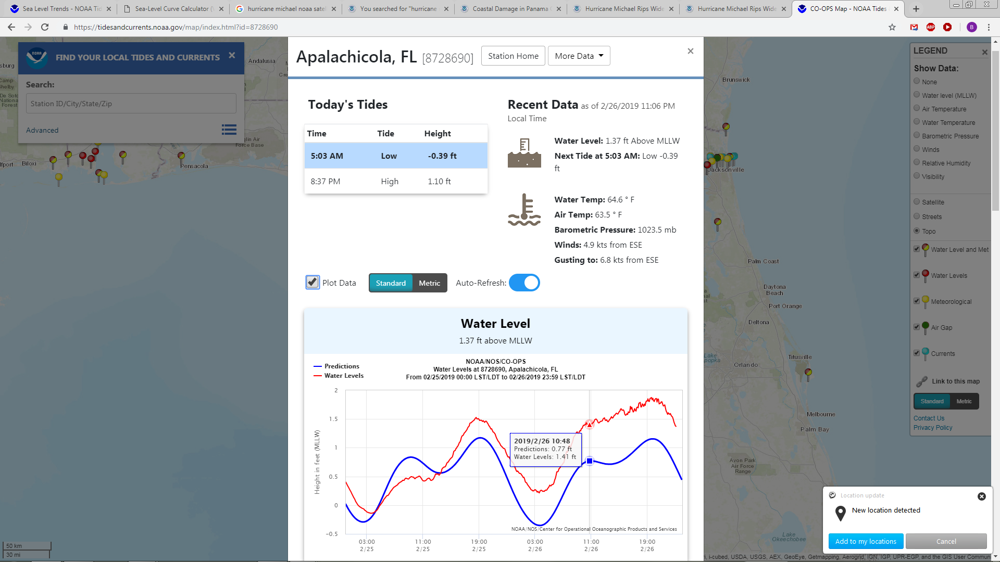 Sea Level Trends - NOAA Tid
Sea-Level Curve Calculator (
hurricane michael noaa satel
You searched for "hurricane
Coastal Damage in Panama
Hurricane Michael Rips Wide
Hurricane Michael Rips Wide
CO-OPS Map - NOAA Tides
https://tidesandcurrents.noaa.gov/map/index.html?id=8728690
ABP
B
NOAA
FIND YOUR LOCAL TIDES AND CURRENTS
Search:
Station ID/City/State/Zip
Advanced
sburg
Camp
Shelby
De Soto
National
Forest
Andalusia
lfport
Biloxi
Pensacola
glin Air
Force Base
50 km
30 mi
Apalachicola, FL [8728690]
Station Home
More Data
Today's Tides
Time Tide Height
5:03 AM Low -0.39 ft
8:37 PM High 1.10 ft
Recent Data as of 2/26/2019 11:06 PM
Local Time
Water Level: 1.37 ft Above MLLW
Next Tide at 5:03 AM: Low -0.39
ft
Water Temp: 64.6 ° F
Air Temp: 63.5 ° F
Barometric Pressure: 1023.5 mb
Winds: 4.9 kts from ESE
Gusting to: 6.8 kts from ESE
Plot Data
Standard
Metric
Auto-Refresh:
Water Level
1.37 ft above MLLW
Predictions
Water Levels
NOAA/NOS/CO-OPS
Water Levels at 8728690, Apalachicola, FL
From 02/25/2019 00:00 LST/LDT to 02/26/2019 23:59 LST/LDT
Height in feet (MLLW)
2
1.5
1
0.5
0
-0.5
2019/2/26 10:48
Predictions: 0.77 ft
Water Levels: 1.41 ft
NOAA/NOS/Center for Operational Oceanographic Products and Services
03:00 11:00 19:00 03:00 11:00 19:00
2/25 2/25 2/25 2/26 2/26 2/26
Brunswick
Jacksonville
Palm Coast
Daytona
Beach
Port Orange
Deltona
Titusville
Lake
popka
Orlando
Melbourne
Palm Bay
Avon Park
Air Force
Range
Lake
Okeechobee
LEGEND
Show Data:
None
Water level (MLLW)
Air Temperature
Water Temperature
Barometric Pressure
Winds
Relative Humidity
Visibility
Satellite
Streets
Topo
Water Level and Met
Water Levels
Meteorological
Air Gap
Currents
Link to this map
Standard
Metric
Contact Us
Privacy Policy
Location update
New location detected
Add to my locations
Cancel
i-cubed, USDA, USGS, AEX, GeoEye, Getmapping, Aerogrid, IGN, IGP, UPR-EGP, and the GIS User Commun